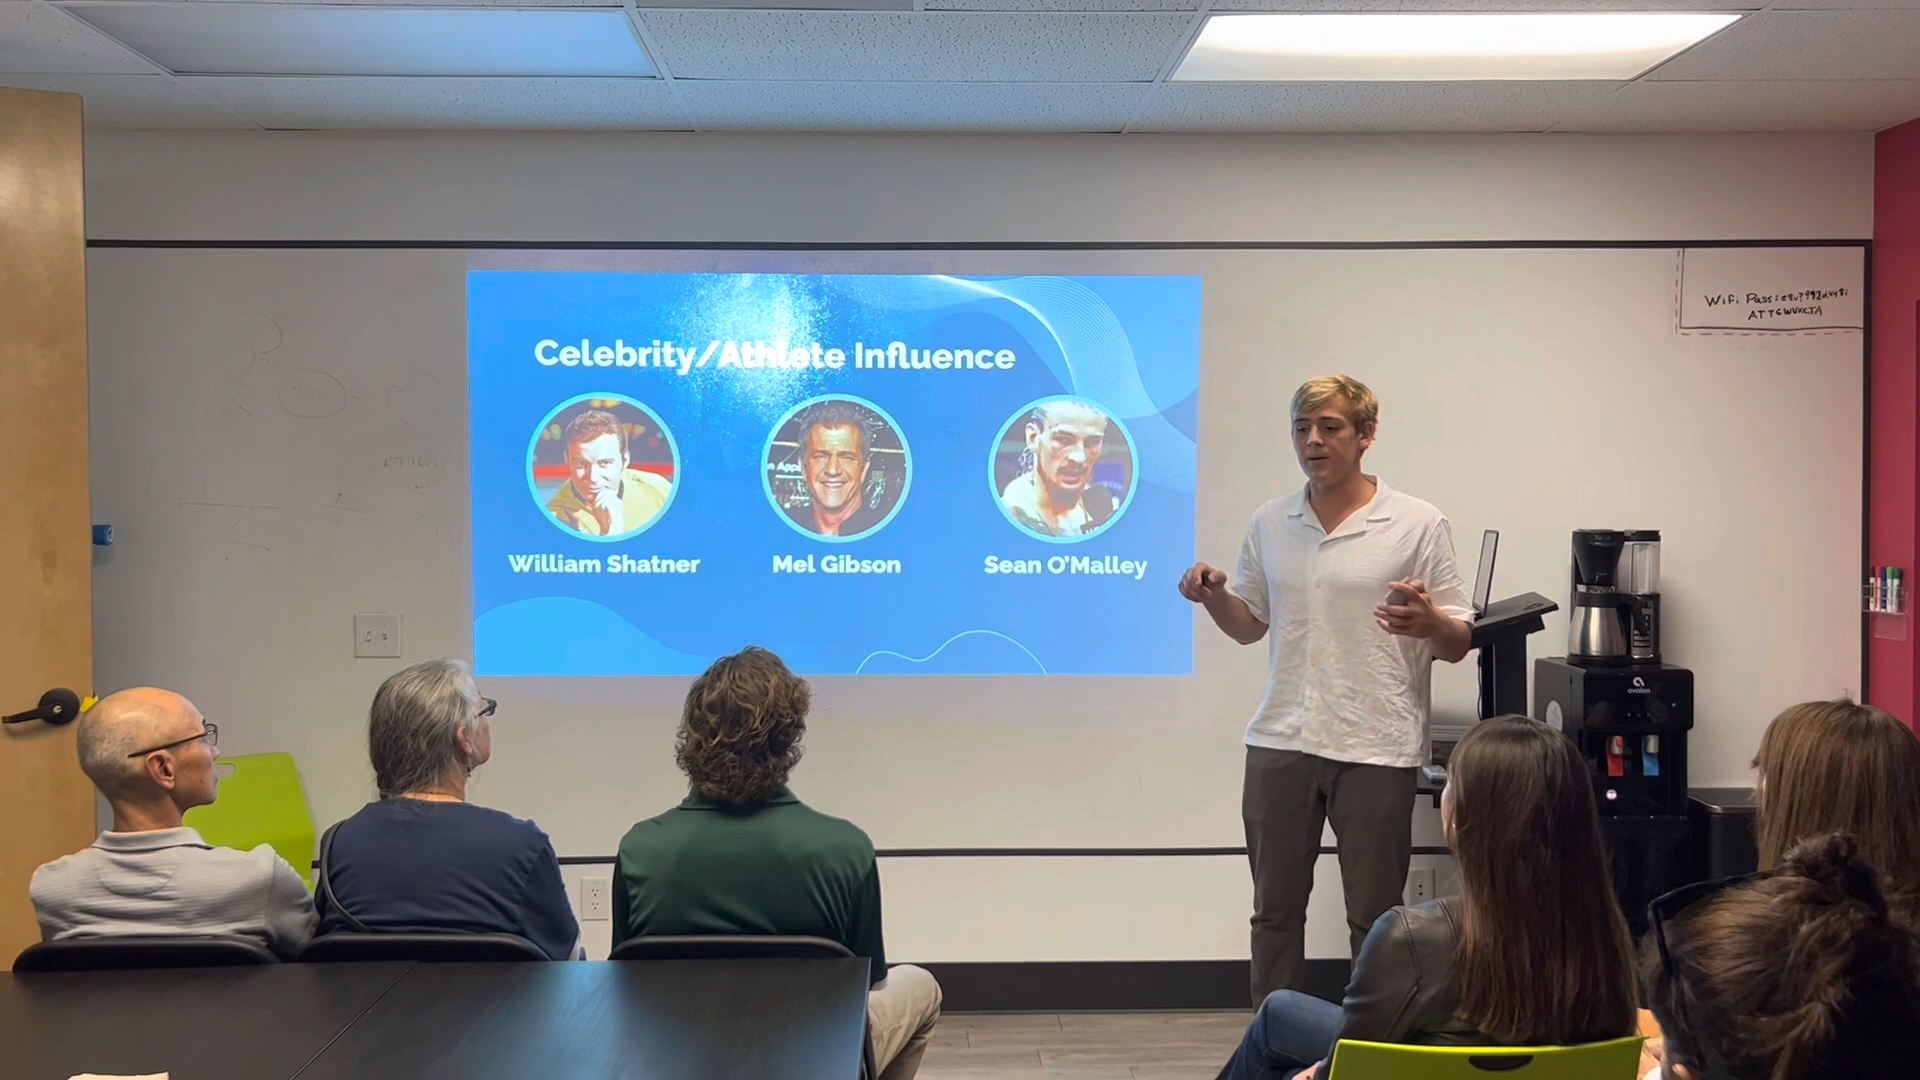 Celebrity/Athlete Influence
William Shatner
Mel Gibson
Sean O'Malley
WiFi Pass:
avalon